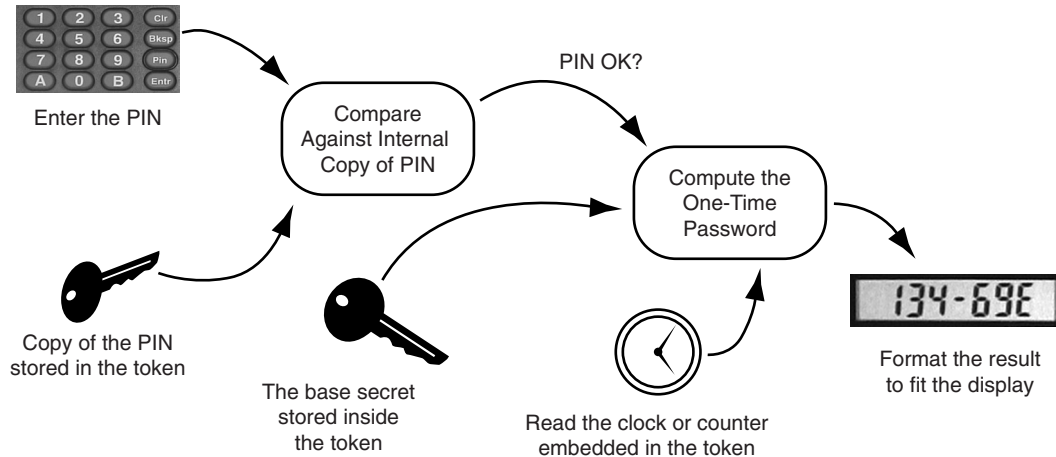 1 2 3 Clr
4 5 6 Bksp
7 8 9 Pin
A 0 B Entr
Enter the PIN
Compare
Against Internal
Copy of PIN
PIN OK?
Compute the
One-Time
Password
Copy of the PIN
stored in the token
The base secret
stored inside
the token
Read the clock or counter
embedded in the token
134-69E
Format the result
to fit the display